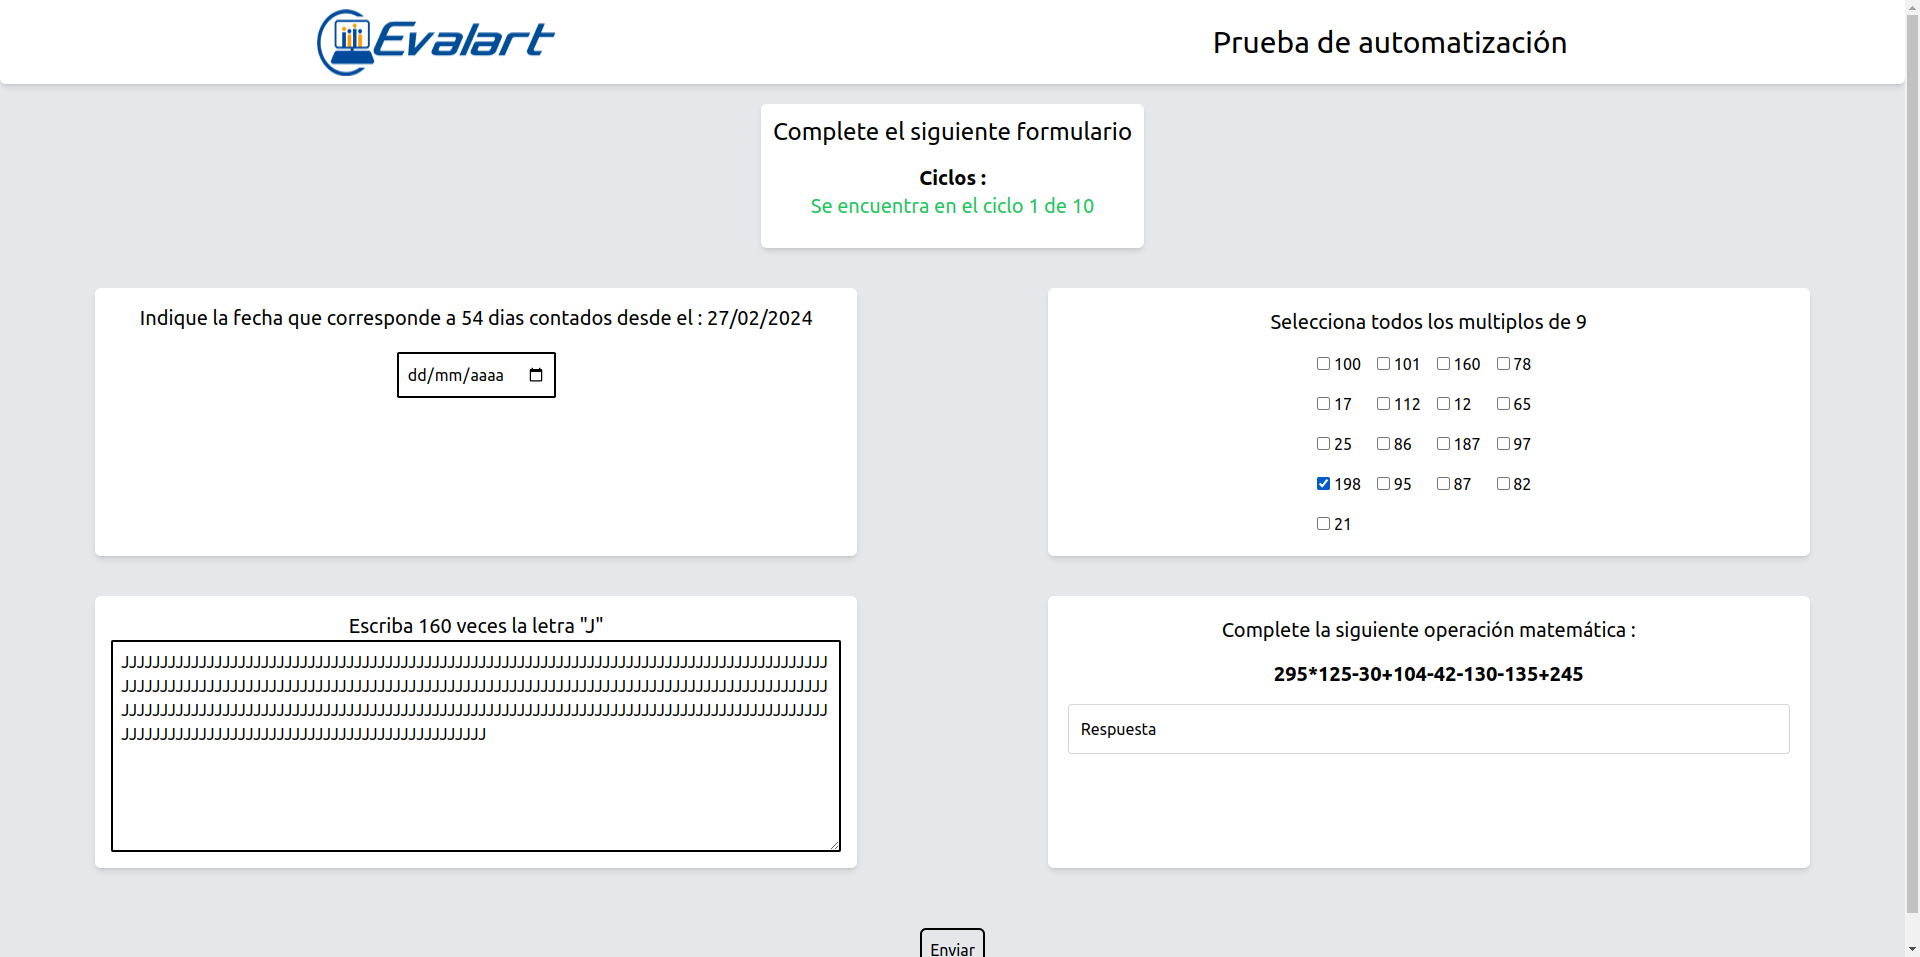 Evalart
Prueba de automatización
Complete el siguiente formulario
Ciclos :
Se encuentra en el ciclo 1 de 10
Indique la fecha que corresponde a 54 dias contados desde el : 27/02/2024
dd/mm/aaaa
Selecciona todos los multiplos de 9
100 101 160 78
17 112 12 65
25 86 187 97
198 95 87 82
21
Escriba 160 veces la letra "J"
JJJJJJJJJJJJJJJJJJJJJJJJJJJJJJJJJJJJJJJJJJJJJJJJJJJJJJJJJJJJJJJJJJJJJJJJJJJJJJJJJJJJJJJJJJJ
JJJJJJJJJJJJJJJJJJJJJJJJJJJJJJJJJJJJJJJJJJJJJJJJJJJJJJJJJJJJJJJJJJJJJJJJJJJJJJJJJJJJJJJJJJJ
JJJJJJJJJJJJJJJJJJJJJJJJJJJJJJJJJJJJJJJJJJJJJJJJJJJJJJJJJJJJJJJJJJJJJJJJJJJJJJJJJJJJJJJJJJJ
JJJJJJJJJJJJJJJJJJJJJJJJJJJJJJJJJJJJJJJJJJJJJJJ
Complete la siguiente operación matemática :
295*125-30+104-42-130-135+245
Respuesta
Enviar